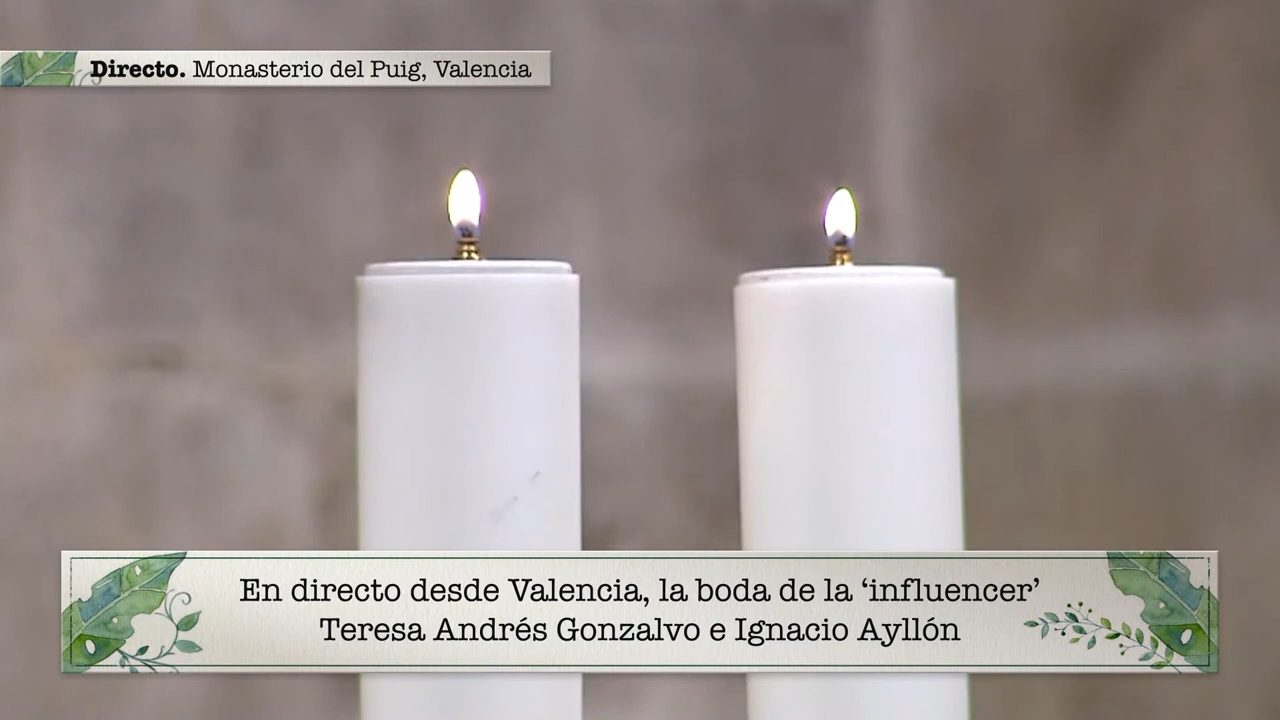 Directo. Monasterio del Puig, Valencia
En directo desde Valencia, la boda de la ‘influencer’
Teresa Andrés Gonzalvo e Ignacio Ayllón